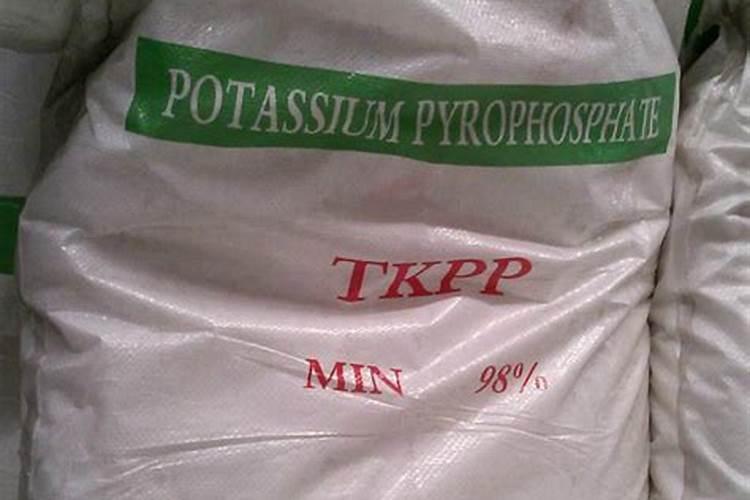 POTASSIUM PYROPHOSPHATE
TKPP
MIN 98%